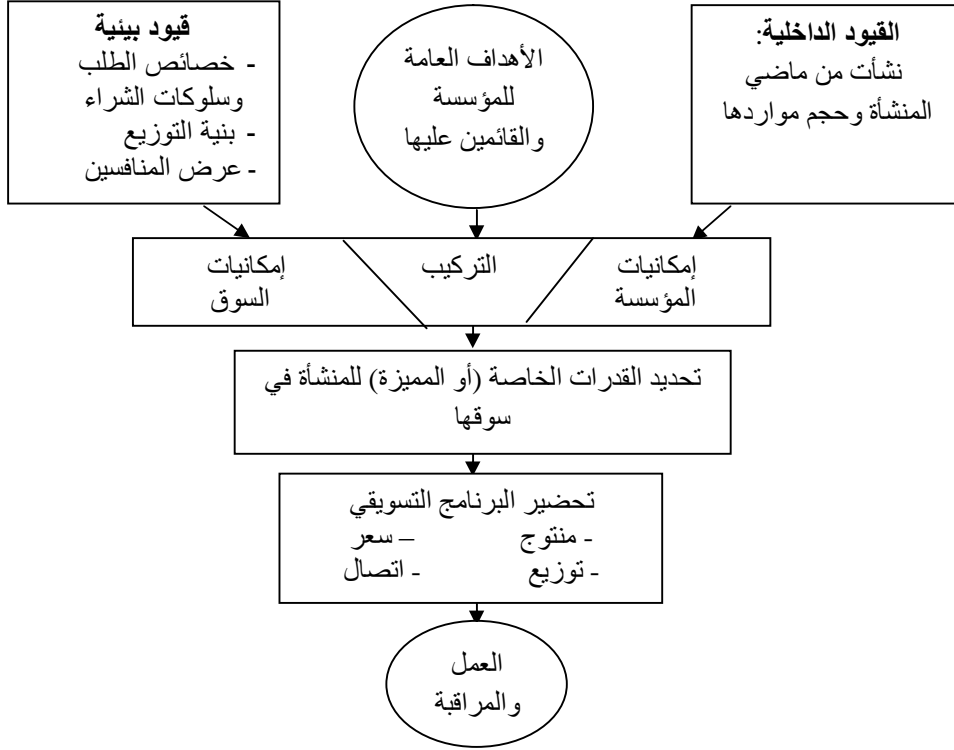 القيود الداخلية:
نشأت من ماضي
المنشأة وحجم مواردها
الأهداف العامة
للمؤسسة
والقائمين عليها
قيود بيئية
- خصائص الطلب
وسلوكات الشراء
- بنية التوزيع
- عرض المنافسين
إمكانيات
المؤسسة
التركيب
إمكانيات
السوق
تحديد القدرات الخاصة (أو المميزة) للمنشأة في
سوقها
تحضير البرنامج التسويقي
- منتوج – سعر
- توزيع - اتصال
العمل
والمراقبة